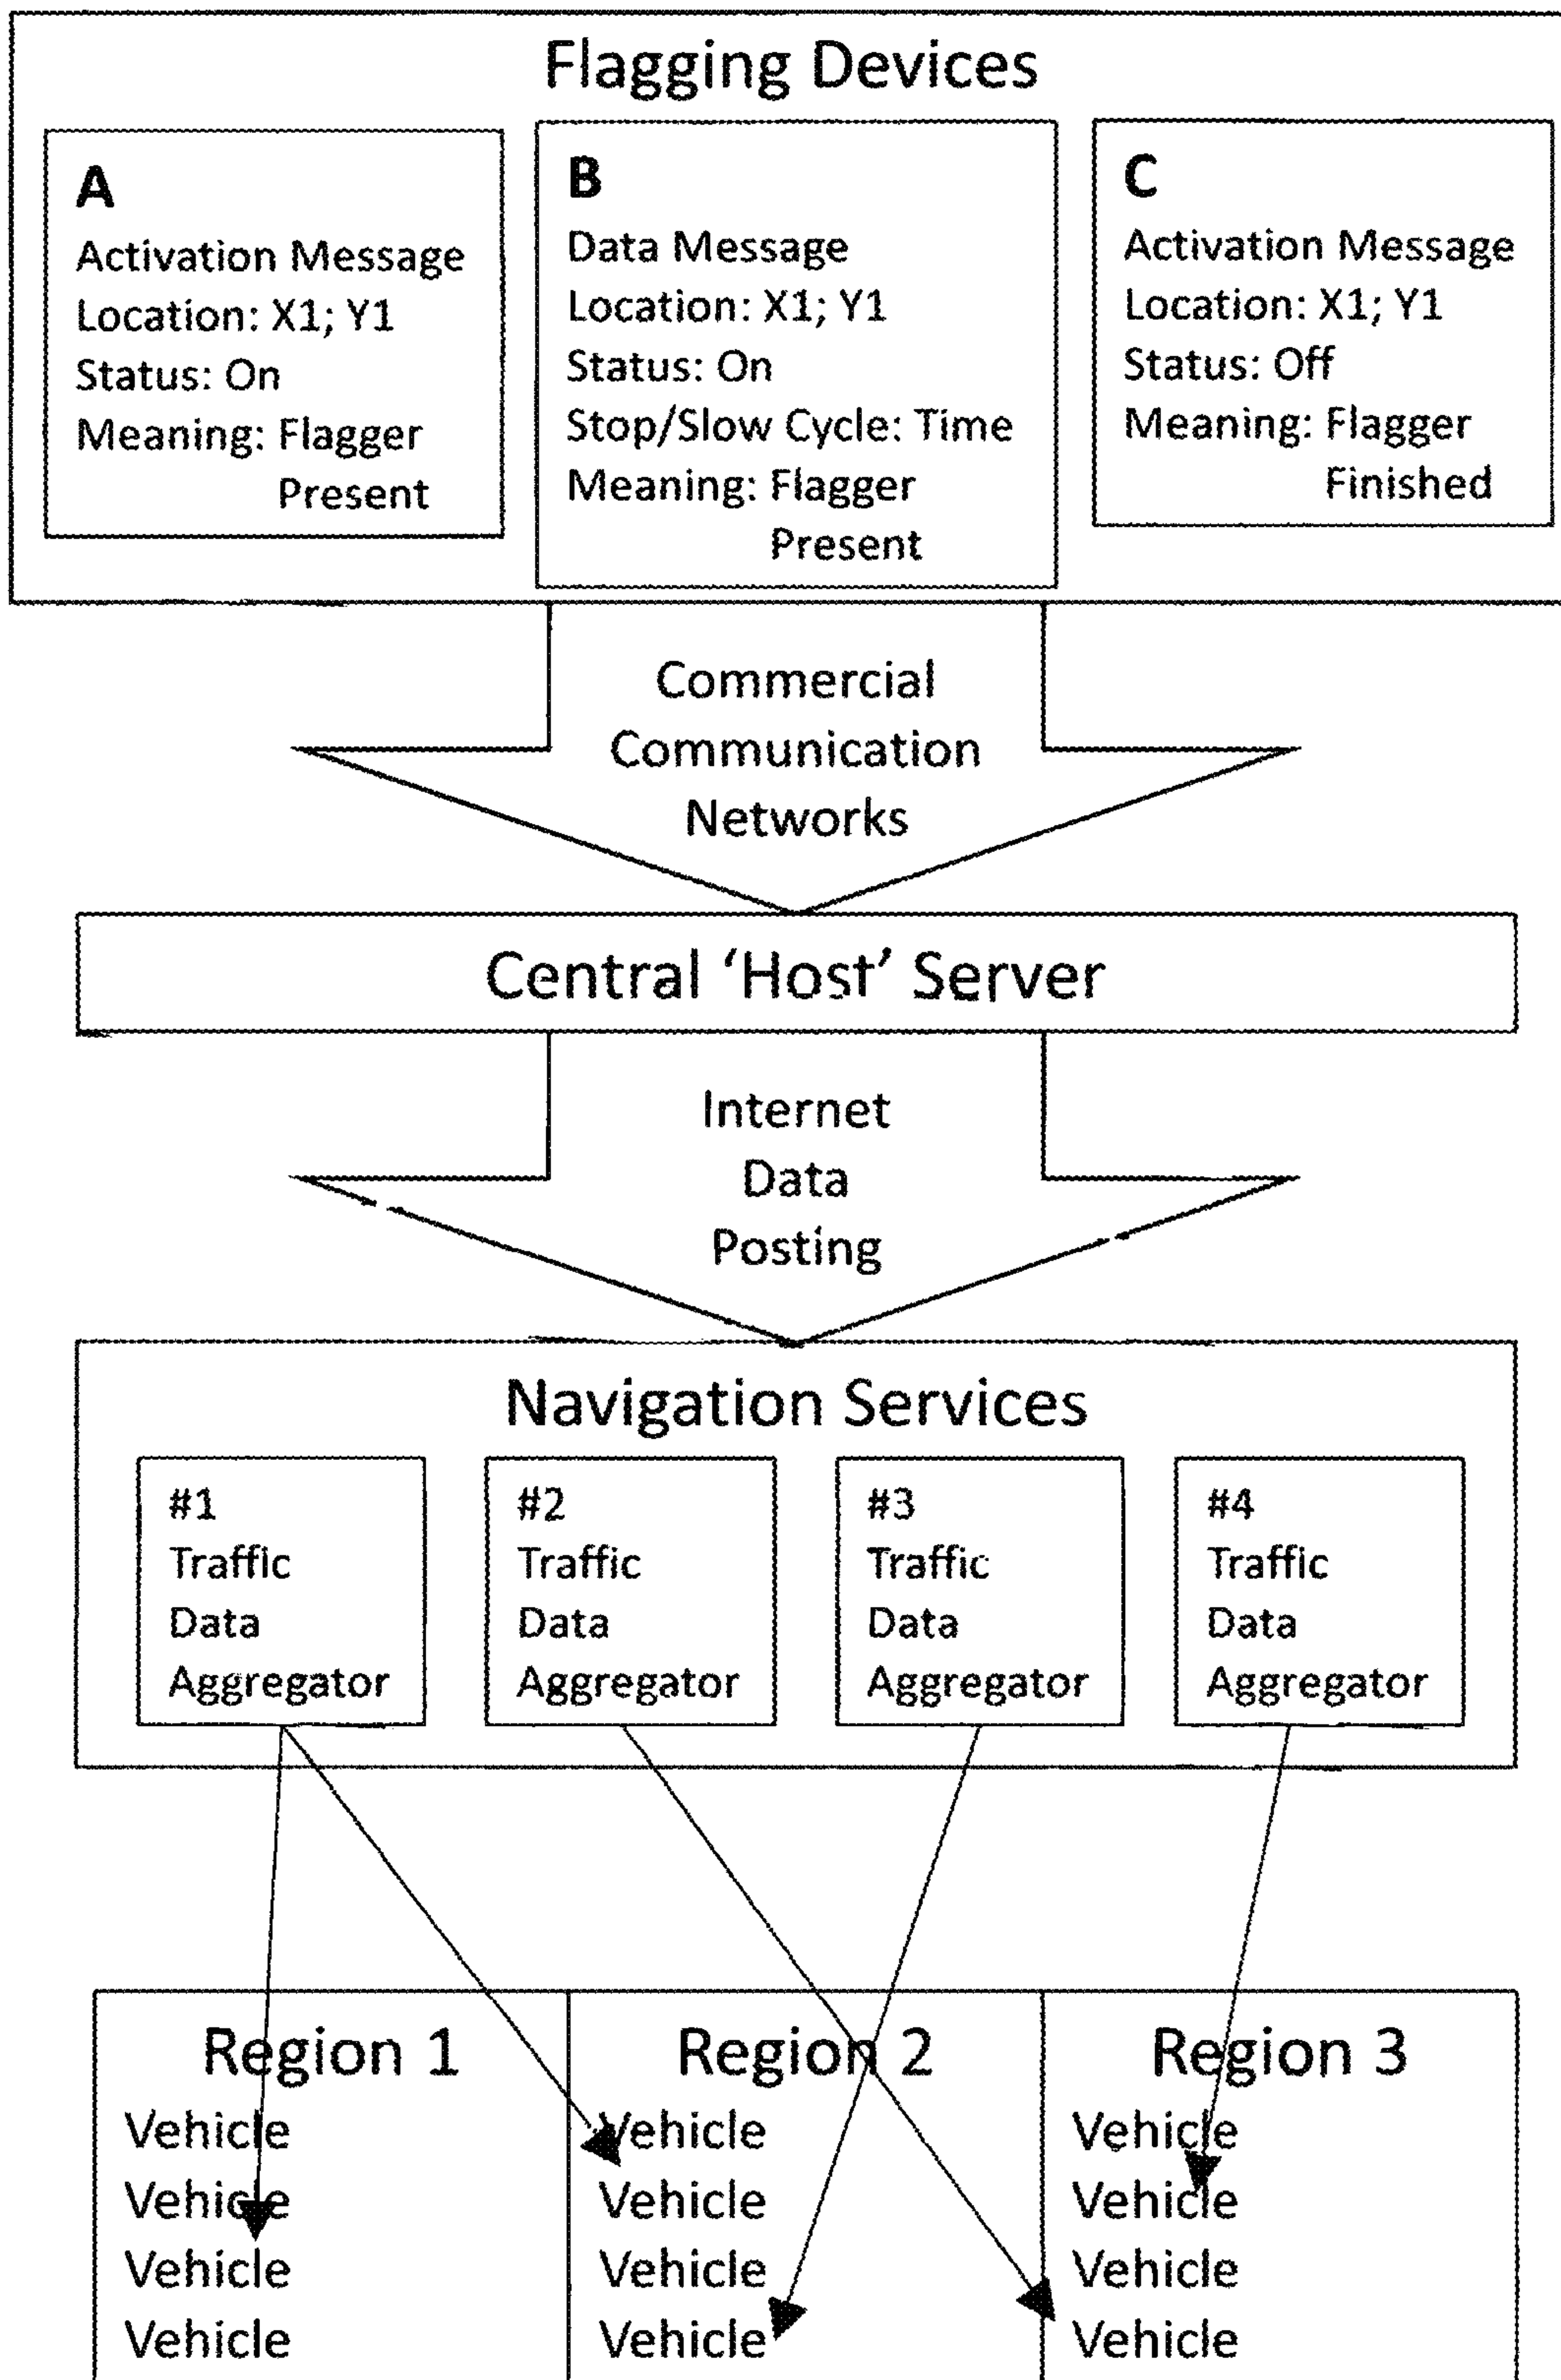 Flagging Devices
A
Activation Message
Location: X1; Y1
Status: On
Meaning: Flagger
Present
B
Data Message
Location: X1; Y1
Status: On
Stop/Slow Cycle: Time
Meaning: Flagger
Present
C
Activation Message
Location: X1; Y1
Status: Off
Meaning: Flagger
Finished
Commercial
Communication
Networks
Central ‘Host’ Server
Internet
Data
Posting
Navigation Services
#1
Traffic
Data
Aggregator
#2
Traffic
Data
Aggregator
#3
Traffic
Data
Aggregator
#4
Traffic
Data
Aggregator
Region 1
Vehicle
Vehicle
Vehicle
Vehicle
Region 2
Vehicle
Vehicle
Vehicle
Vehicle
Region 3
Vehicle
Vehicle
Vehicle
Vehicle